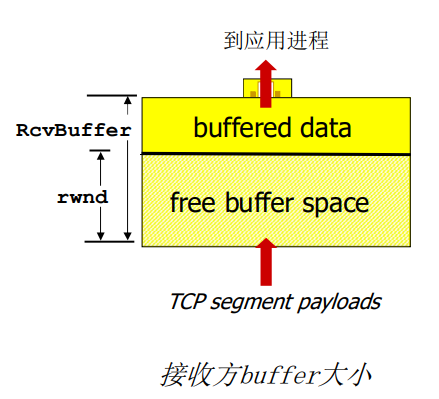 到应用进程
RcvBuffer
buffered data
rwnd
free buffer space
TCP segment payloads
接收方buffer大小